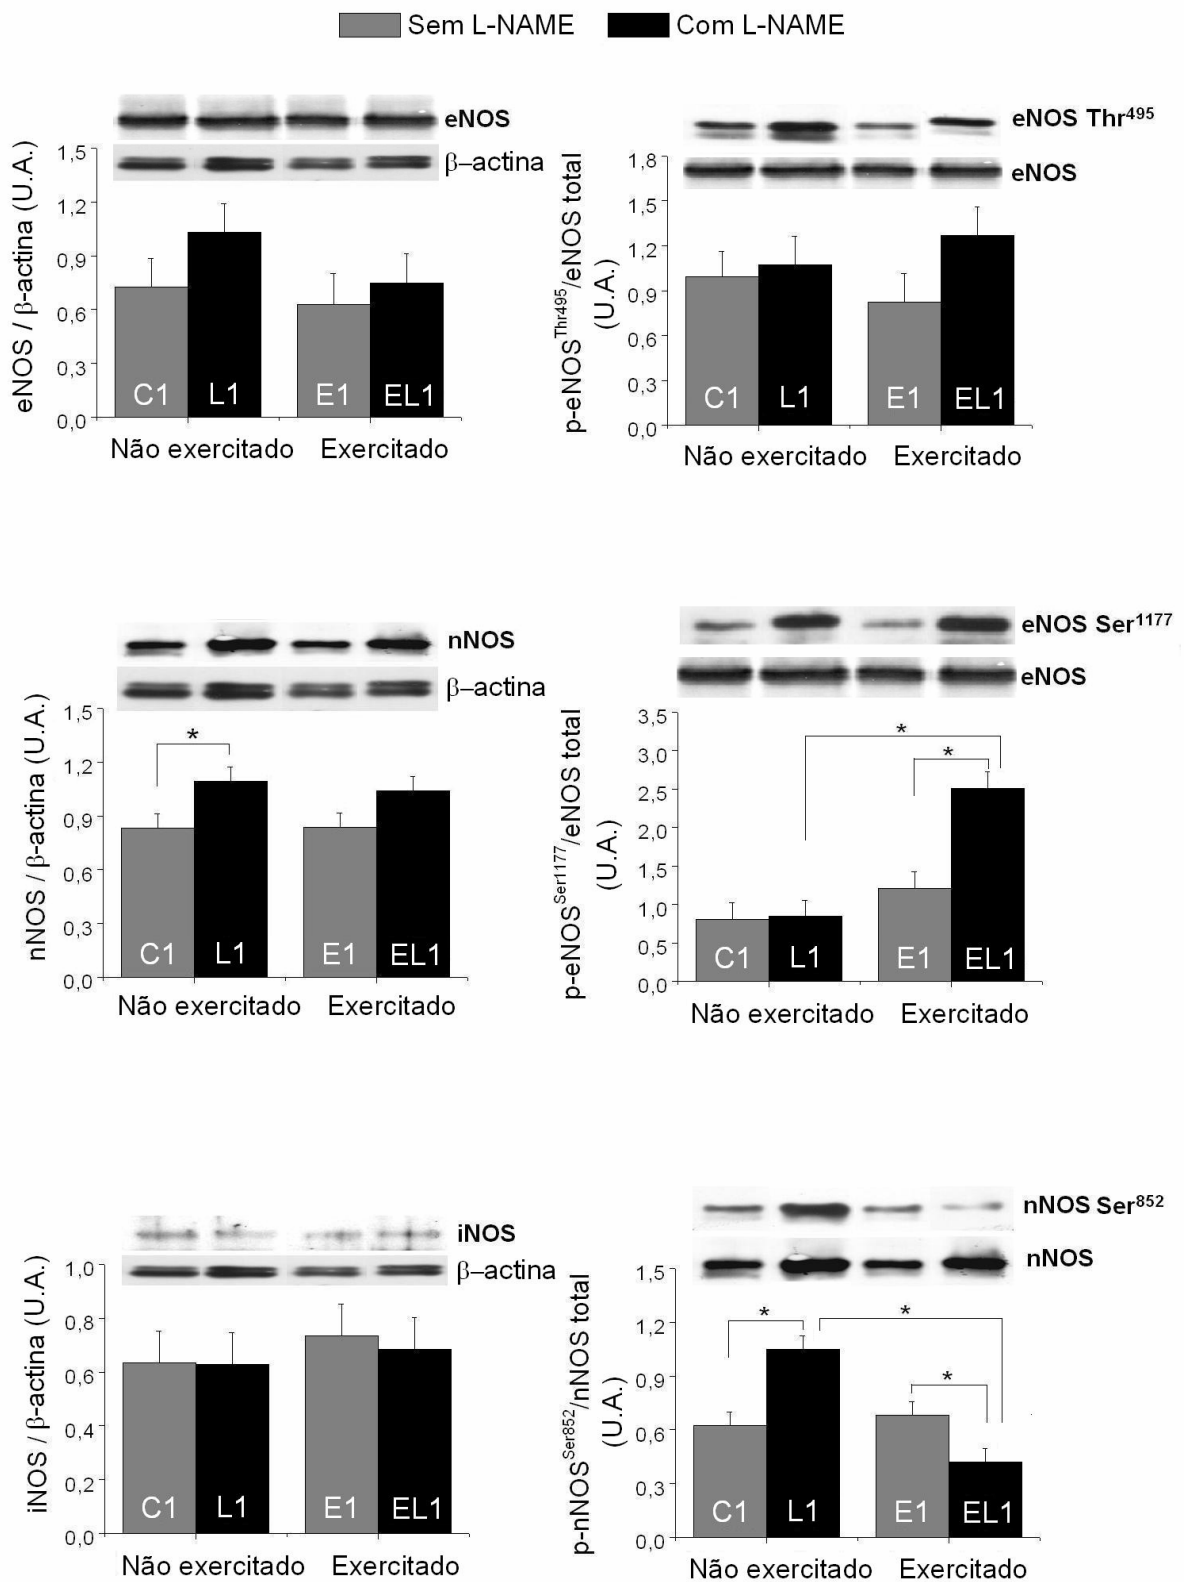 Sem L-NAME Com L-NAME
eNOS
β–actina
eNOS / β-actina (U.A.)
1,5
1,2
0,9
0,6
0,3
0,0
C1 L1 E1 EL1
Não exercitado Exercitado
eNOS Thr495
eNOS
p-eNOSThr495/eNOS total
(U.A.)
1,8
1,5
1,2
0,9
0,6
0,3
0,0
C1 L1 E1 EL1
Não exercitado Exercitado
nNOS
β–actina
nNOS / β-actina (U.A.)
1,5
1,2
0,9
0,6
0,3
0,0
*
C1 L1 E1 EL1
Não exercitado Exercitado
eNOS Ser1177
eNOS
p-eNOSSer1177/eNOS total
(U.A.)
3,5
3,0
2,5
2,0
1,5
1,0
0,5
0,0
*
*
C1 L1 E1 EL1
Não exercitado Exercitado
iNOS
β–actina
iNOS / β-actina (U.A.)
1,0
0,8
0,6
0,4
0,2
0,0
C1 L1 E1 EL1
Não exercitado Exercitado
nNOS Ser852
nNOS
p-nNOSSer852/nNOS total
(U.A.)
1,5
1,2
0,9
0,6
0,3
0,0
* *
*
C1 L1 E1 EL1
Não exercitado Exercitado